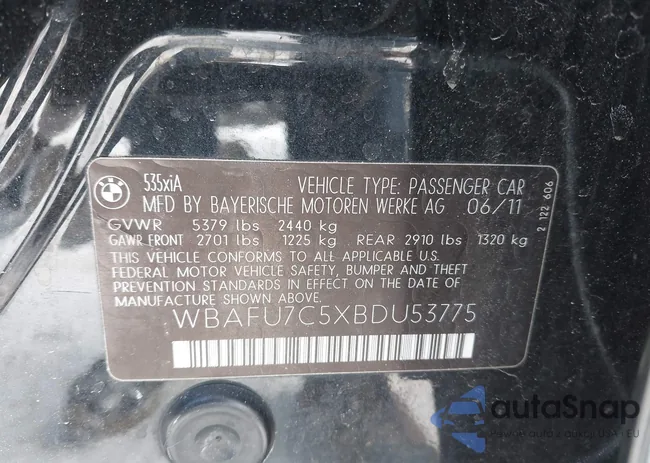 BMW
535xiA VEHICLE TYPE: PASSENGER CAR
MFD BY BAYERISCHE MOTOREN WERKE AG 06/11
GVWR 5379 lbs 2440 kg
GAWR FRONT 2701 lbs 1225 kg, REAR 2910 lbs 1320 kg
THIS VEHICLE CONFORMS TO ALL APPLICABLE U.S.
FEDERAL MOTOR VEHICLE SAFETY, BUMPER AND THEFT
PREVENTION STANDARDS IN EFFECT ON THE DATE OF
MANUFACTURE SHOWN ABOVE.
WBAFU7C5XBDU53775
2 122 606
autaSnap